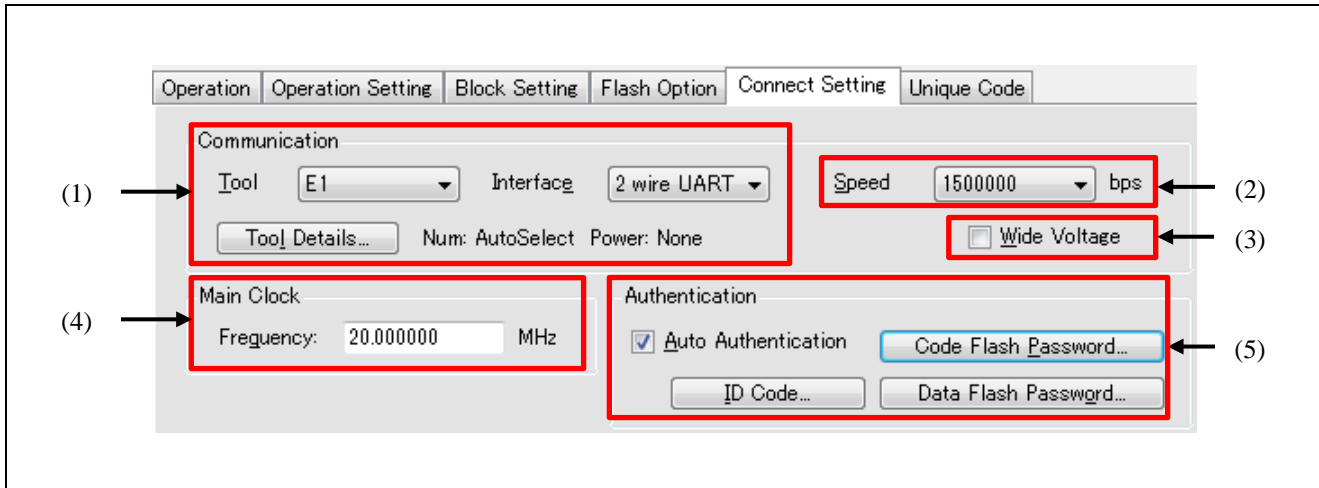 Operation Operation Setting Block Setting Flash Option Connect Setting Unique Code
Communication
(1) Tool E1 Interface 2 wire UART Speed 1500000 bps (2)
Tool Details... Num: AutoSelect Power: None Wide Voltage (3)
Main Clock Authentication
(4) Frequency: 20.000000 MHz Auto Authentication Code Flash Password... (5)
ID Code... Data Flash Password...